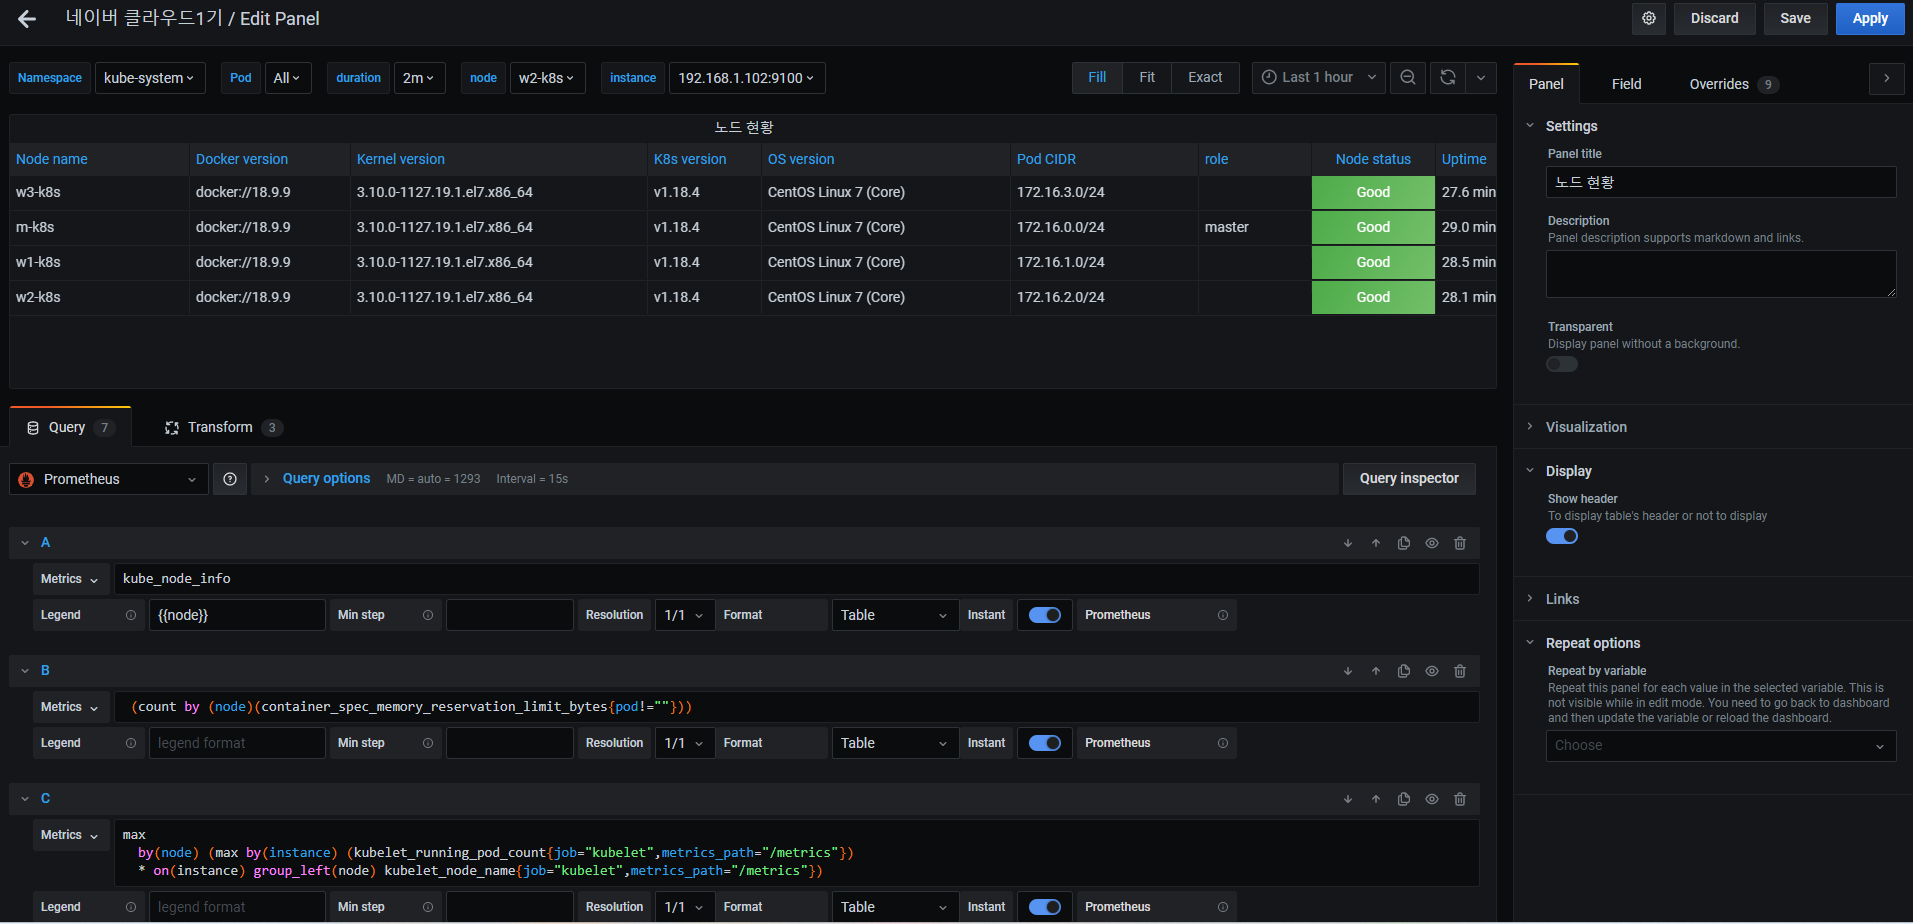 네이버 클라우드1기 / Edit Panel
Discard
Save
Apply
Namespace kube-system Pod All duration 2m node w2-k8s instance 192.168.1.102:9100
Fill Fit Exact Last 1 hour
노드 현황
Node name Docker version Kernel version K8s version OS version Pod CIDR role Node status Uptime
w3-k8s docker://18.9.9 3.10.0-1127.19.1.el7.x86_64 v1.18.4 CentOS Linux 7 (Core) 172.16.3.0/24 Good 27.6 min
m-k8s docker://18.9.9 3.10.0-1127.19.1.el7.x86_64 v1.18.4 CentOS Linux 7 (Core) 172.16.0.0/24 master Good 29.0 min
w1-k8s docker://18.9.9 3.10.0-1127.19.1.el7.x86_64 v1.18.4 CentOS Linux 7 (Core) 172.16.1.0/24 Good 28.5 min
w2-k8s docker://18.9.9 3.10.0-1127.19.1.el7.x86_64 v1.18.4 CentOS Linux 7 (Core) 172.16.2.0/24 Good 28.1 min
Query 7 Transform 3
Prometheus Query options MD = auto = 1293 Interval = 15s Query inspector
A
Metrics kube_node_info
Legend {{node}} Min step Resolution 1/1 Format Table Instant Prometheus
B
Metrics (count by (node)(container_spec_memory_reservation_limit_bytes{pod!=""}))
Legend legend format Min step Resolution 1/1 Format Table Instant Prometheus
C
Metrics max
by(node) (max by(instance) (kubelet_running_pod_count{job="kubelet",metrics_path="/metrics"})
* on(instance) group_left(node) kubelet_node_name{job="kubelet",metrics_path="/metrics"})
Legend legend format Min step Resolution 1/1 Format Table Instant Prometheus
Panel Field Overrides 9
Settings
Panel title
노드 현황
Description
Panel description supports markdown and links.
Transparent
Display panel without a background.
Visualization
Display
Show header
To display table's header or not to display
Links
Repeat options
Repeat by variable
Repeat this panel for each value in the selected variable. This is
not visible while in edit mode. You need to go back to dashboard
and then update the variable or reload the dashboard.
Choose